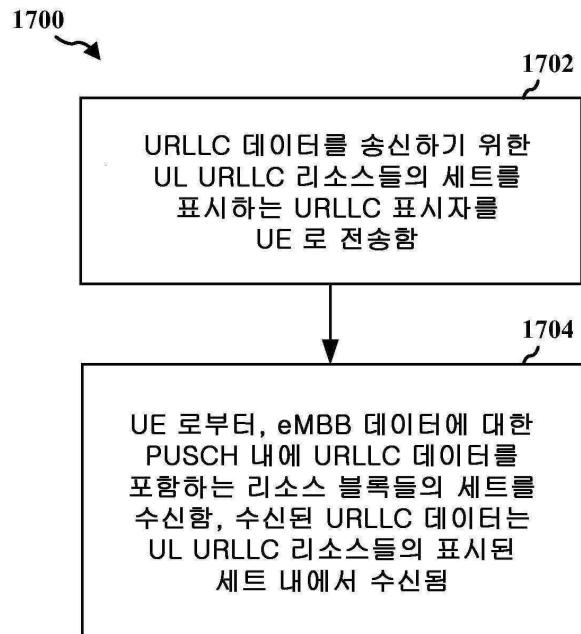 1700
1702
URLLC 데이터를 송신하기 위한
UL URLLC 리소스들의 세트를
표시하는 URLLC 표시자를
UE 로 전송함
1704
UE 로부터, eMBB 데이터에 대한
PUSCH 내에 URLLC 데이터를
포함하는 리소스 블록들의 세트를
수신함, 수신된 URLLC 데이터는
UL URLLC 리소스들의 표시된
세트 내에서 수신됨